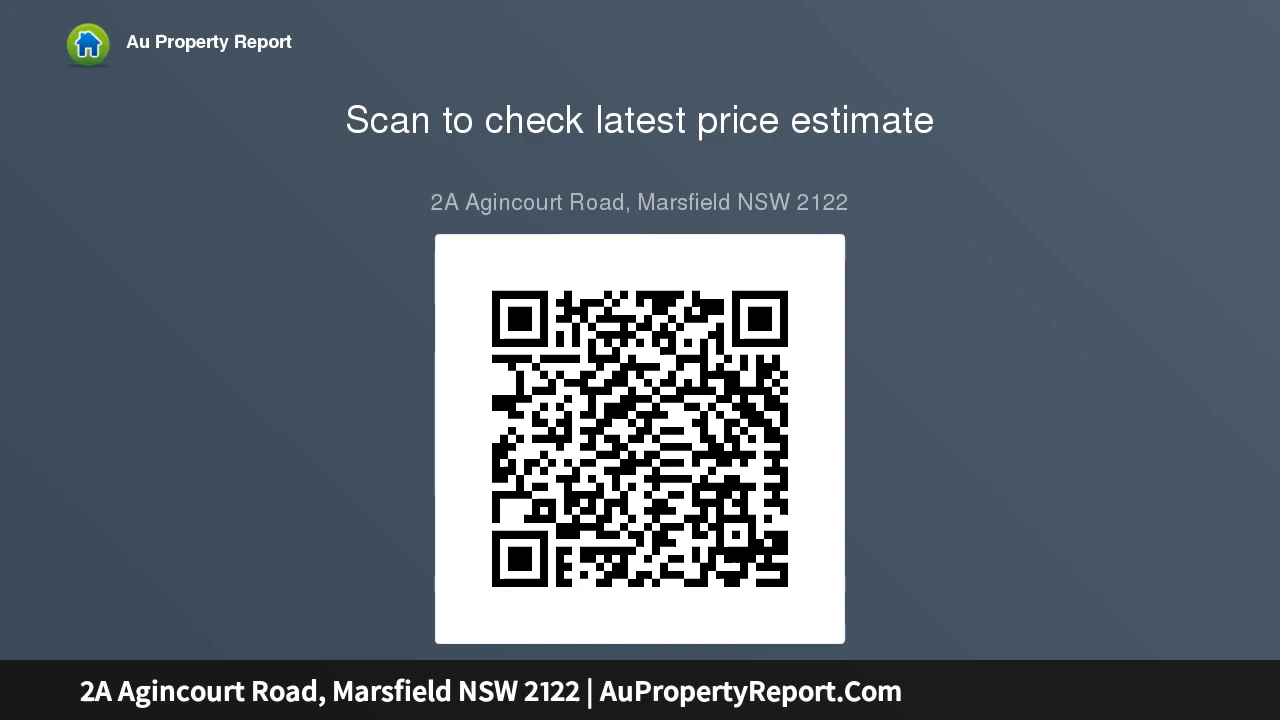 Au Property Report
Scan to check latest price estimate
2A Agincourt Road, Marsfield NSW 2122
2A Agincourt Road, Marsfield NSW 2122 | AuPropertyReport.Com